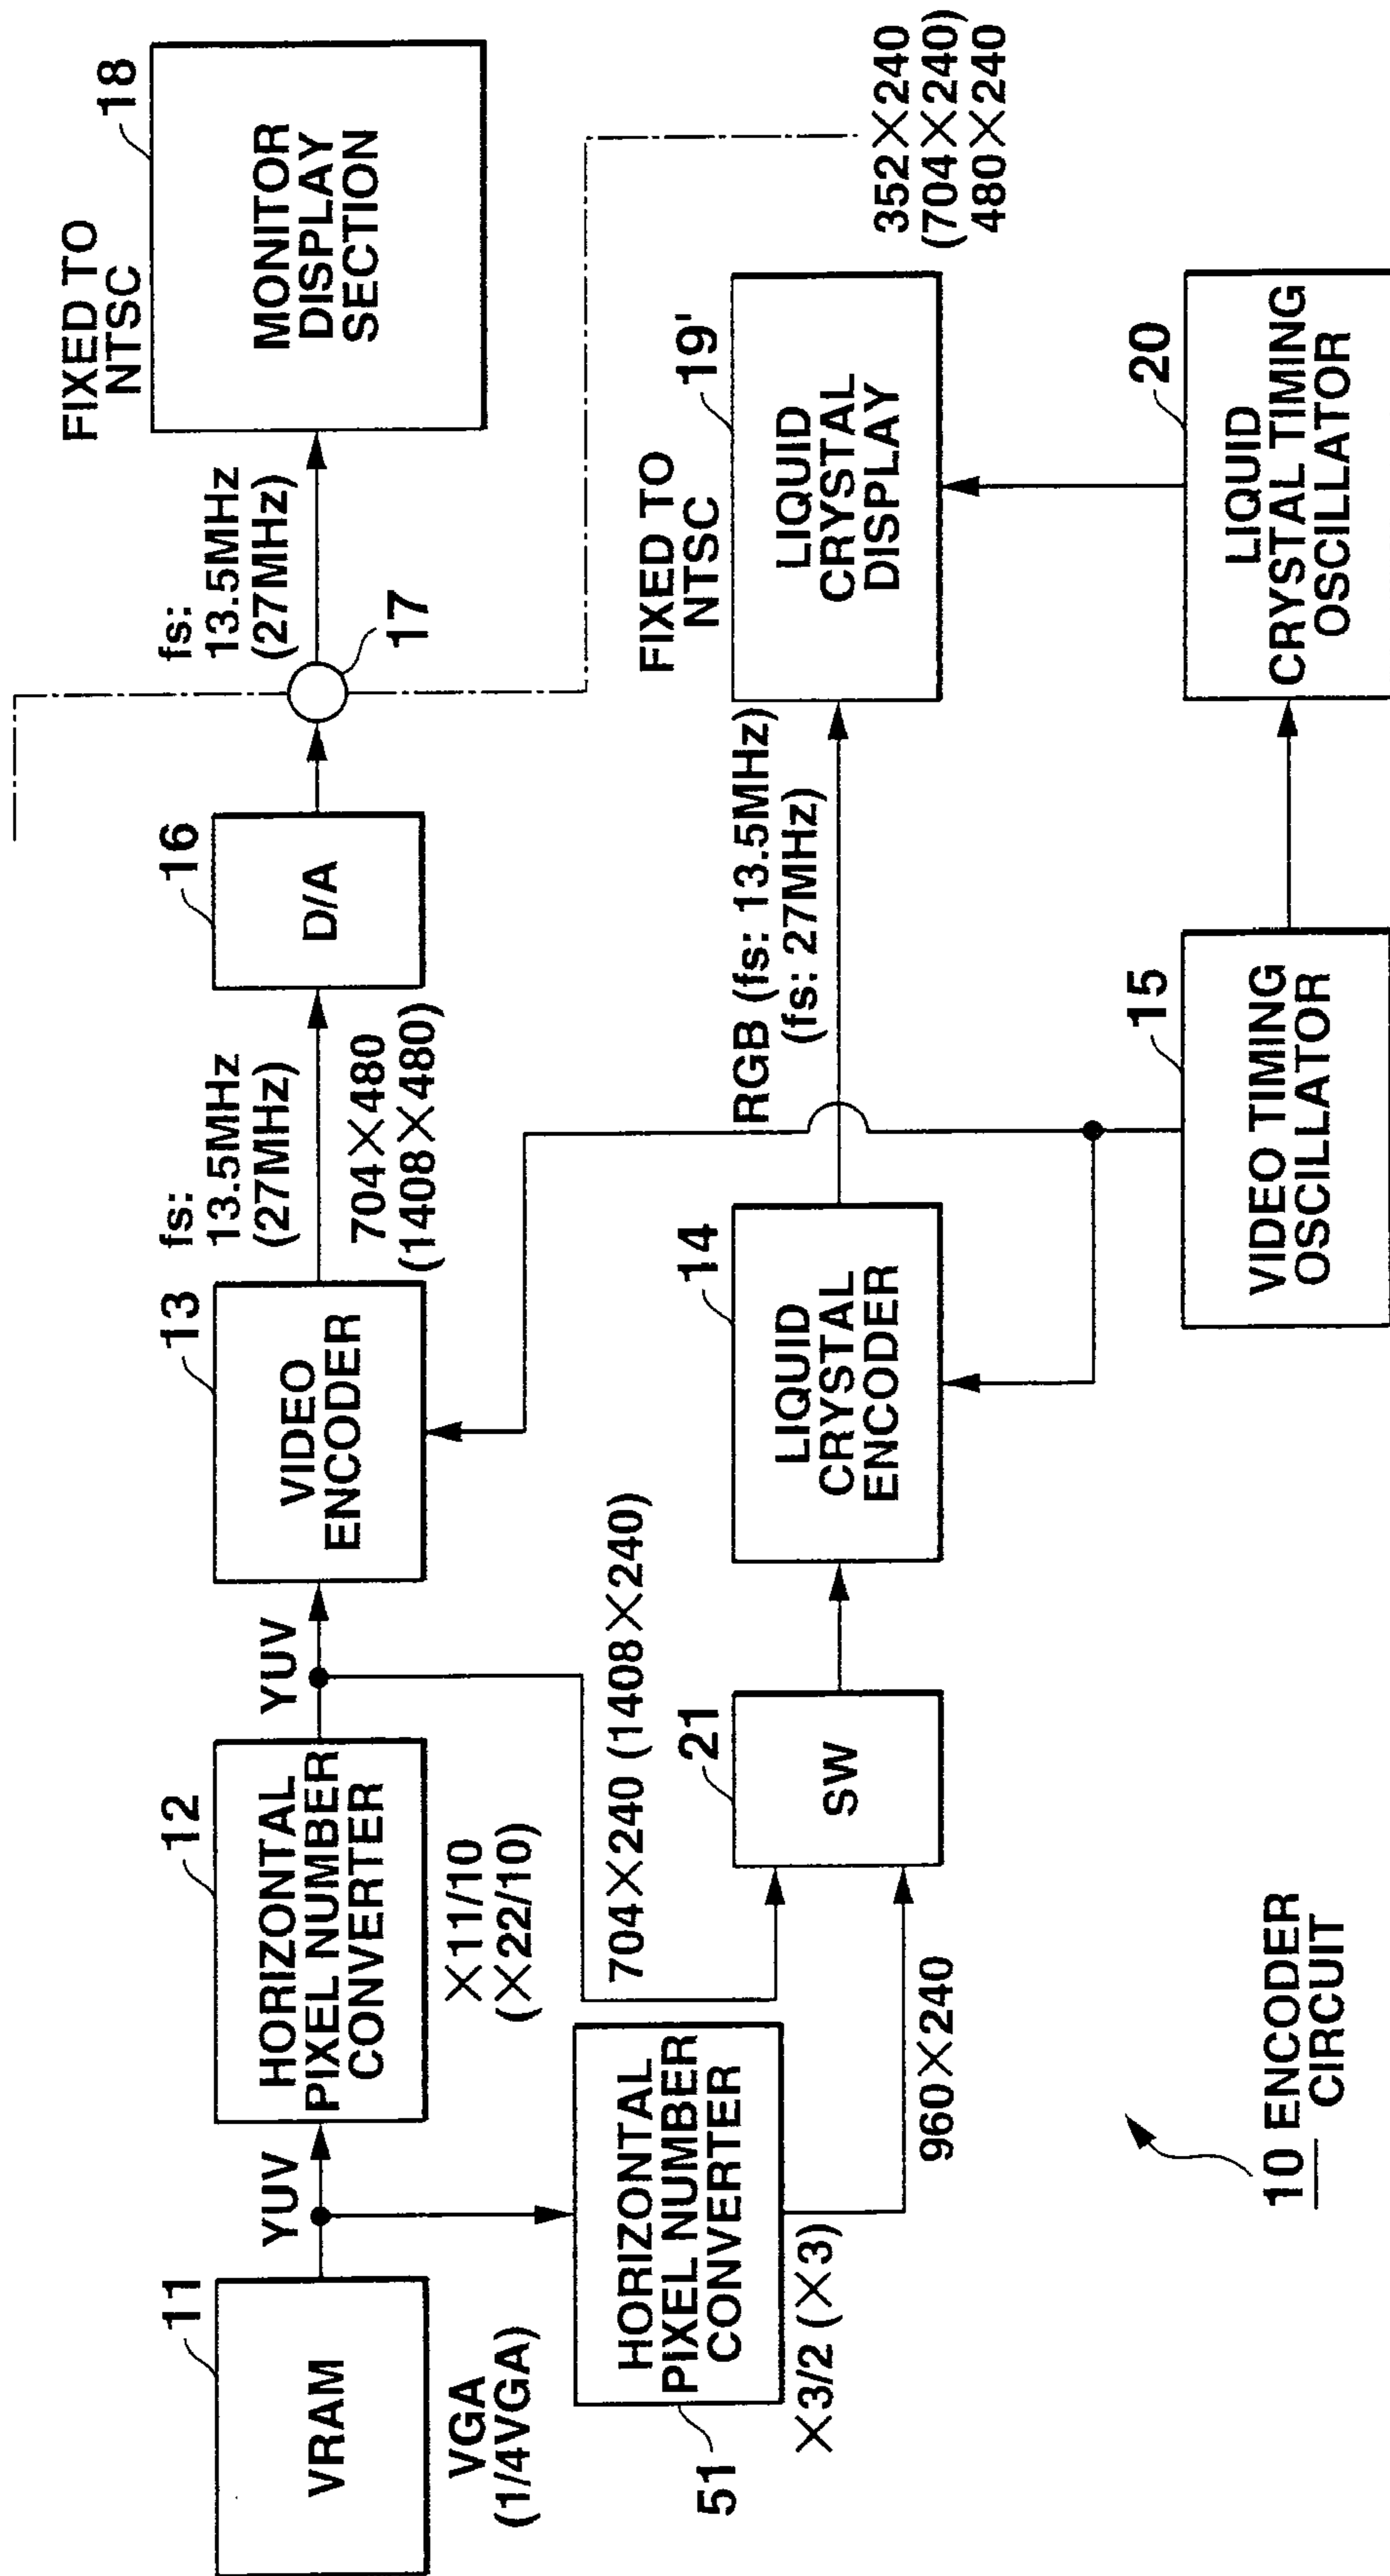 11
VRAM
VGA
(1/4VGA)
YUV
12
HORIZONTAL
PIXEL NUMBER
CONVERTER
×11/10
(×22/10)
YUV
13
VIDEO
ENCODER
fs:
13.5MHz
(27MHz)
704×480
(1408×480)
16
D/A
17
fs:
13.5MHz
(27MHz)
FIXED TO
NTSC
18
MONITOR
DISPLAY
SECTION
51
HORIZONTAL
PIXEL NUMBER
CONVERTER
×3/2 (×3)
704×240 (1408×240)
960×240
21
SW
14
LIQUID
CRYSTAL
ENCODER
RGB (fs: 13.5MHz)
(fs: 27MHz)
FIXED TO
NTSC
19'
LIQUID
CRYSTAL
DISPLAY
352×240
(704×240)
480×240
15
VIDEO TIMING
OSCILLATOR
20
LIQUID
CRYSTAL TIMING
OSCILLATOR
10 ENCODER
CIRCUIT